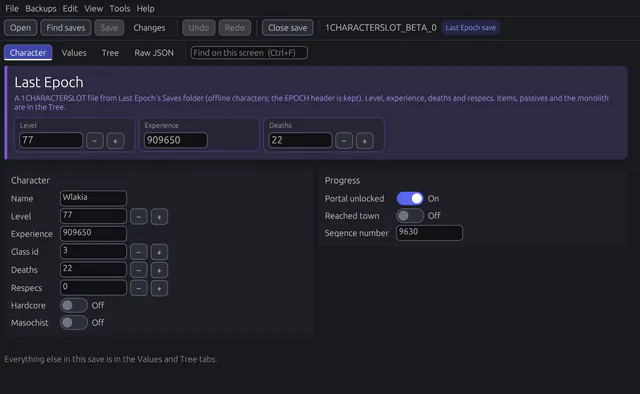 File Backups Edit View Tools Help
Open Find saves Save Changes Undo Redo Close save 1CHARACTERSLOT_BETA_0 Last Epoch save
Character Values Tree Raw JSON Find on this screen (Ctrl+F)
Last Epoch
A 1CHARACTERSLOT file from Last Epoch's Saves folder (offline characters; the EPOCH header is kept). Level, experience, deaths and respecs. Items, passives and the monolith
are in the Tree.
Level Experience Deaths
77 − + 909650 22 − +
Character
Name Wlakia
Level 77 − +
Experience 909650
Class id 3 − +
Deaths 22 − +
Respecs 0 − +
Hardcore Off
Masochist Off
Progress
Portal unlocked On
Reached town Off
Seqence number 9630
Everything else in this save is in the Values and Tree tabs.